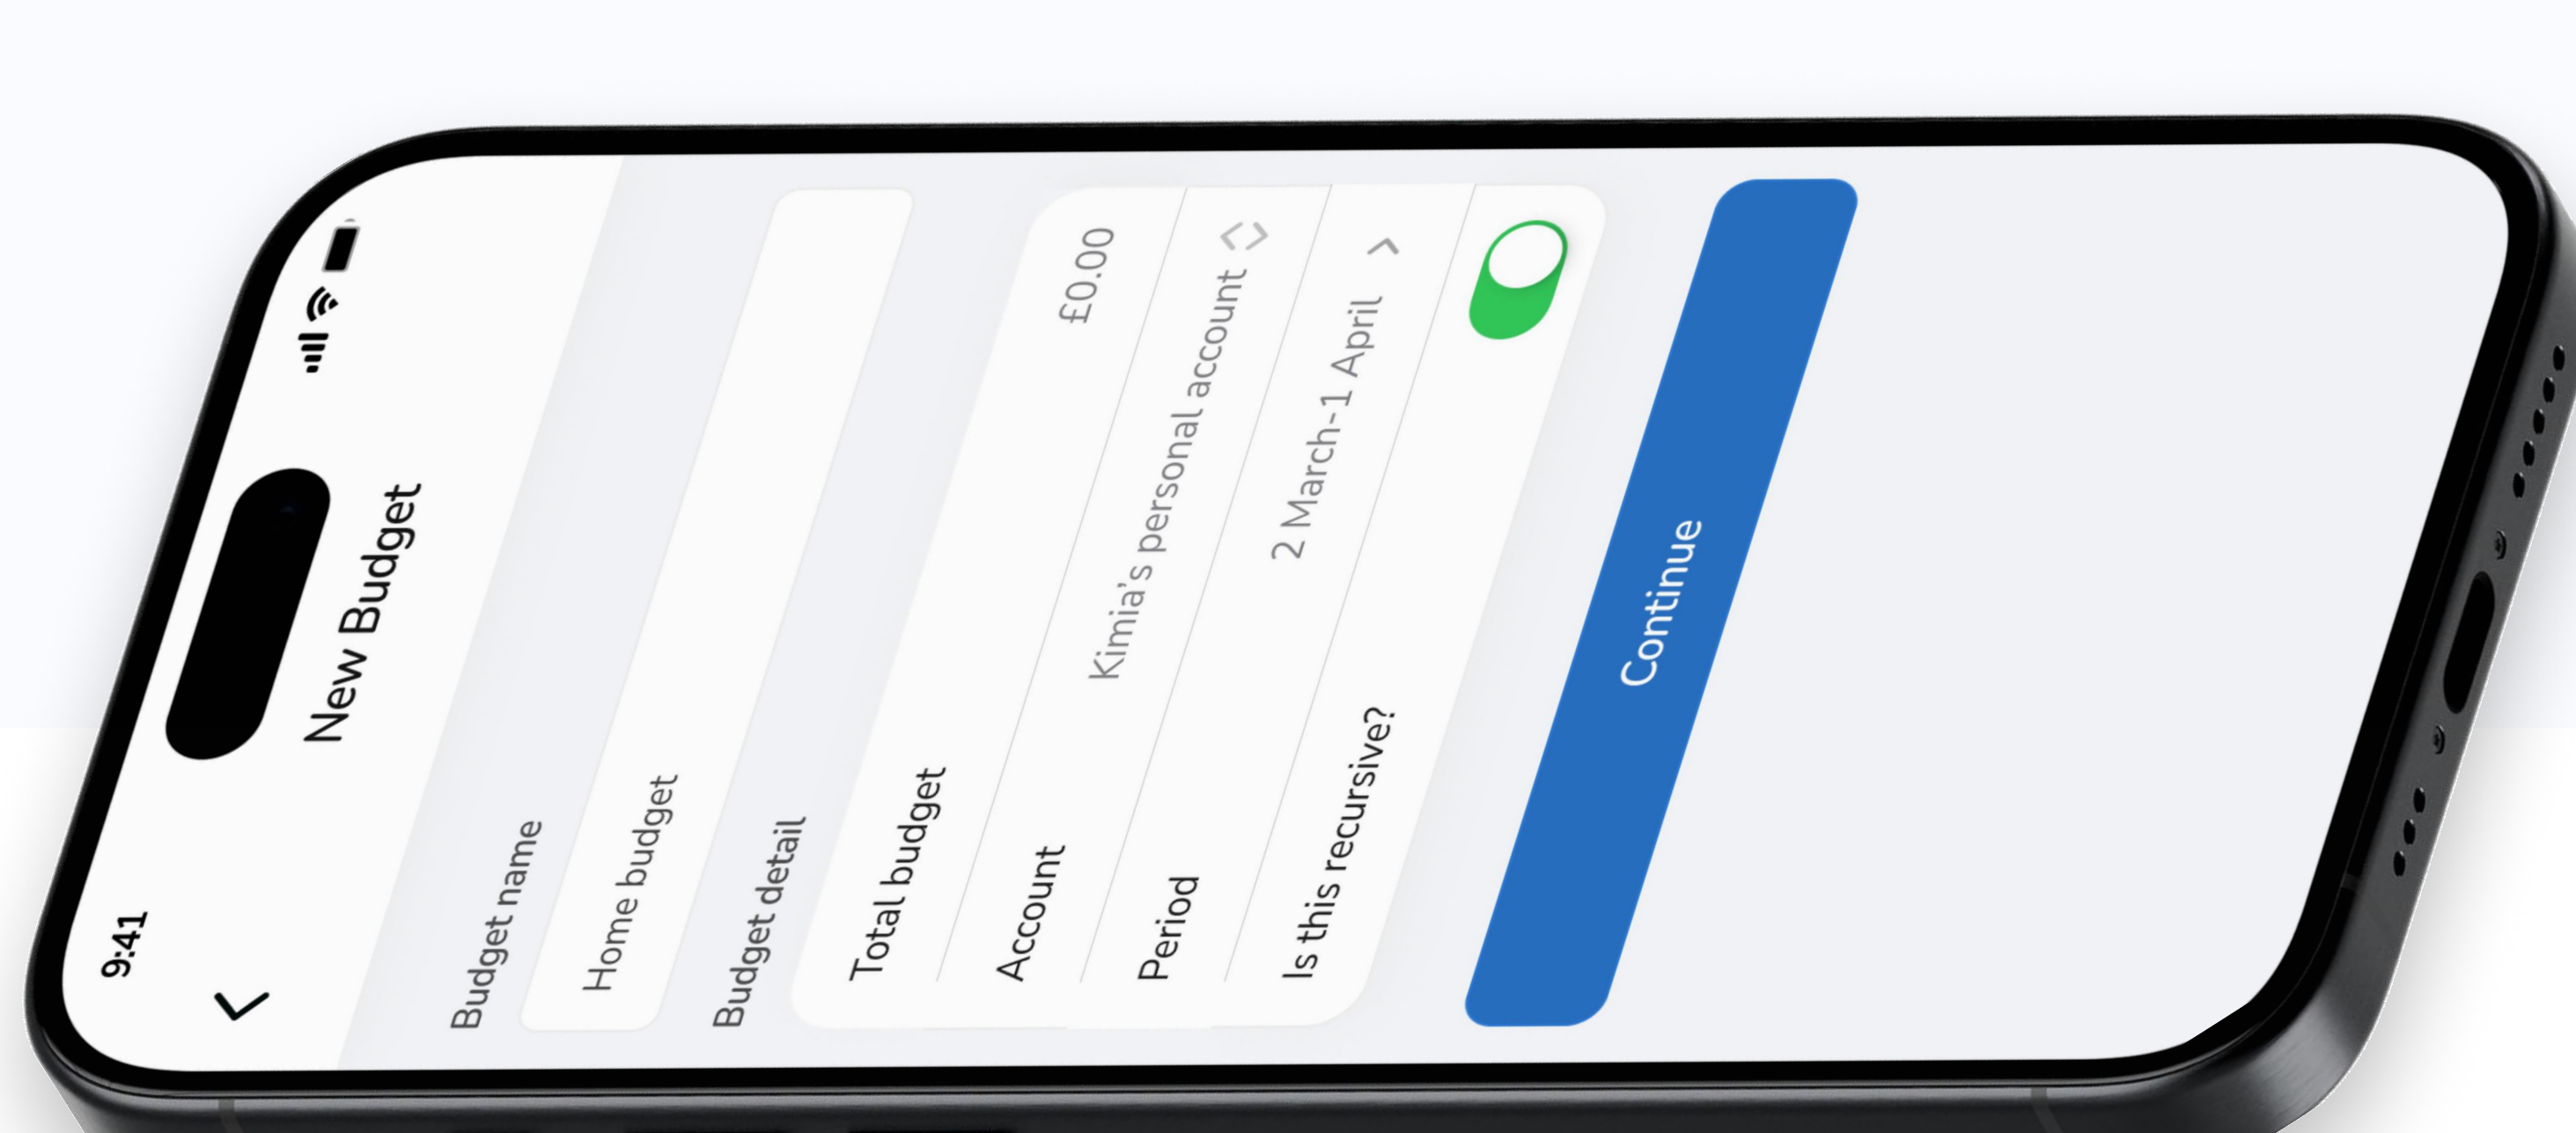 9:41
New Budget
Budget name
Home budget
Budget detail
Total budget £0.00
Account Kimia's personal account
Period 2 March-1 April
Is this recursive?
Continue